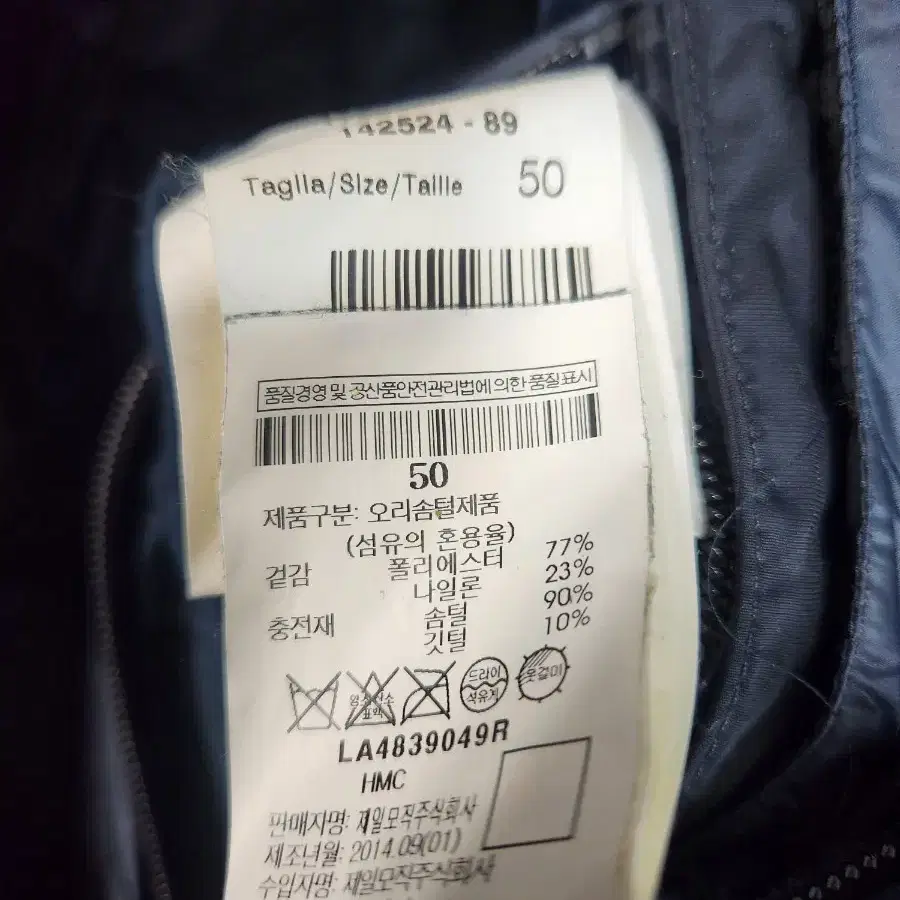 142524 - 89
Taglia/Size/Taille 50
품질경영 및 공산품안전관리법에 의한 품질표시
50
제품구분: 오리솜털제품
(섬유의 혼용율)
겉감 폴리에스터 77%
나일론 23%
충전재 솜털 90%
깃털 10%
드라이 석유계
옷걸이
LA4839049R
HMC
판매자명: 제일모직주식회사
제조년월: 2014.09(01)
수입자명: 제일모직주식회사